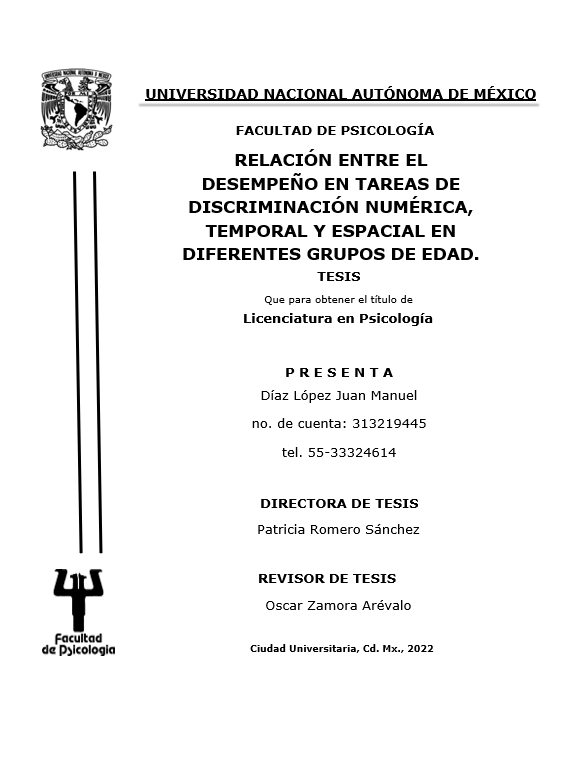 UNIVERSIDAD NACIONAL AUTÓNOMA DE MÉXICO
FACULTAD DE PSICOLOGÍA
RELACIÓN ENTRE EL
DESEMPEÑO EN TAREAS DE
DISCRIMINACIÓN NUMÉRICA,
TEMPORAL Y ESPACIAL EN
DIFERENTES GRUPOS DE EDAD.
TESIS
Que para obtener el título de
Licenciatura en Psicología
P R E S E N T A
Díaz López Juan Manuel
no. de cuenta: 313219445
tel. 55-33324614
DIRECTORA DE TESIS
Patricia Romero Sánchez
REVISOR DE TESIS
Oscar Zamora Arévalo
Facultad
de Psicología
Ciudad Universitaria, Cd. Mx., 2022